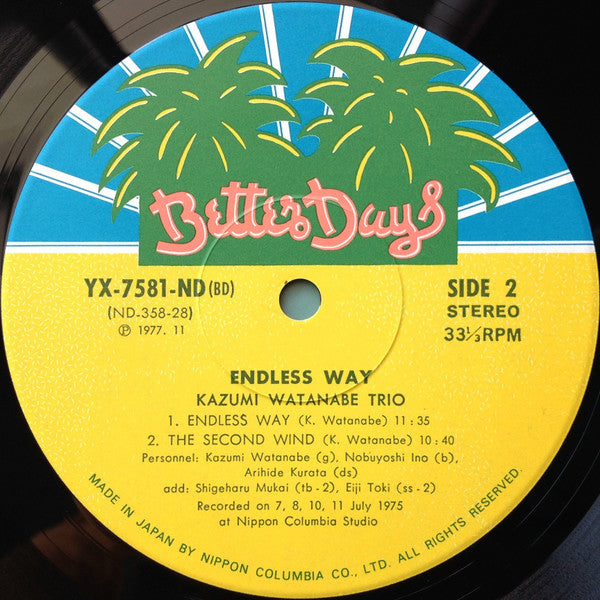 Better Days
YX-7581-ND(BD)
SIDE 2
(ND-358-28)
STEREO
℗ 1977. 11
33⅓RPM
ENDLESS WAY
KAZUMI WATANABE TRIO
1. ENDLESS WAY (K. Watanabe) 11:35
2. THE SECOND WIND (K. Watanabe) 10:40
Personnel: Kazumi Watanabe (g), Nobuyoshi Ino (b),
Arihide Kurata (ds)
add: Shigeharu Mukai (tb-2), Eiji Toki (ss-2)
Recorded on 7, 8, 10, 11 July 1975
at Nippon Columbia Studio
MADE IN JAPAN BY NIPPON COLUMBIA CO., LTD. ALL RIGHTS RESERVED.